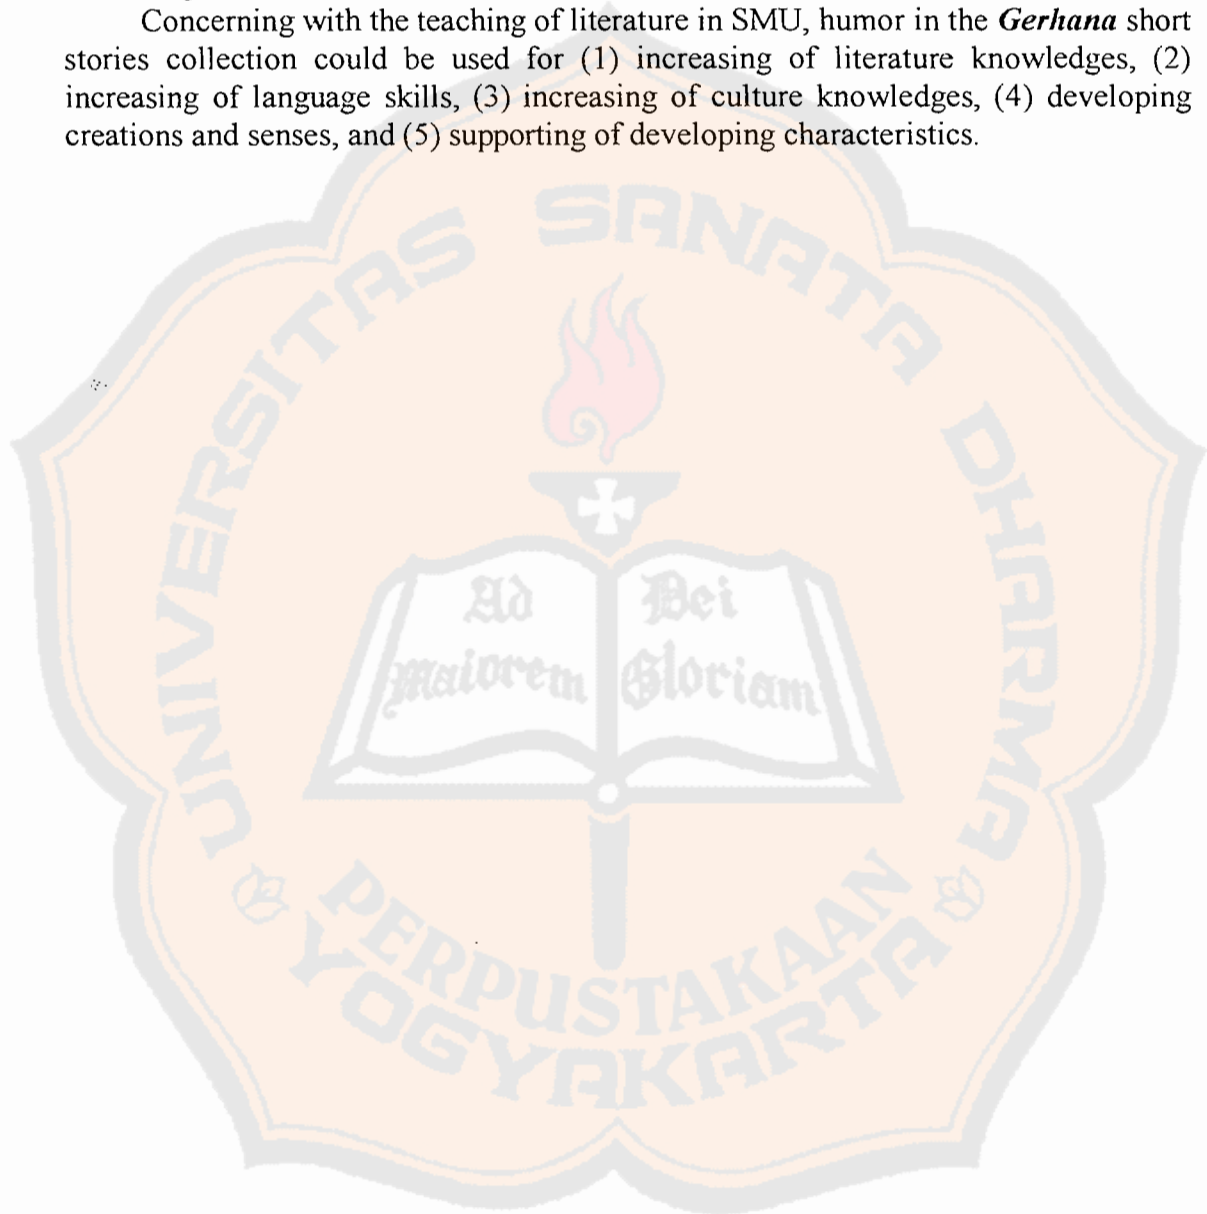 Concerning with the teaching of literature in SMU, humor in the Gerhana short
stories collection could be used for (1) increasing of literature knowledges, (2)
increasing of language skills, (3) increasing of culture knowledges, (4) developing
creations and senses, and (5) supporting of developing characteristics.
UNIVERSITAS SANATA DHARMA
Ad Dei
maiorem Gloriam
PERPUSTAKAAN
YOGYAKARTA